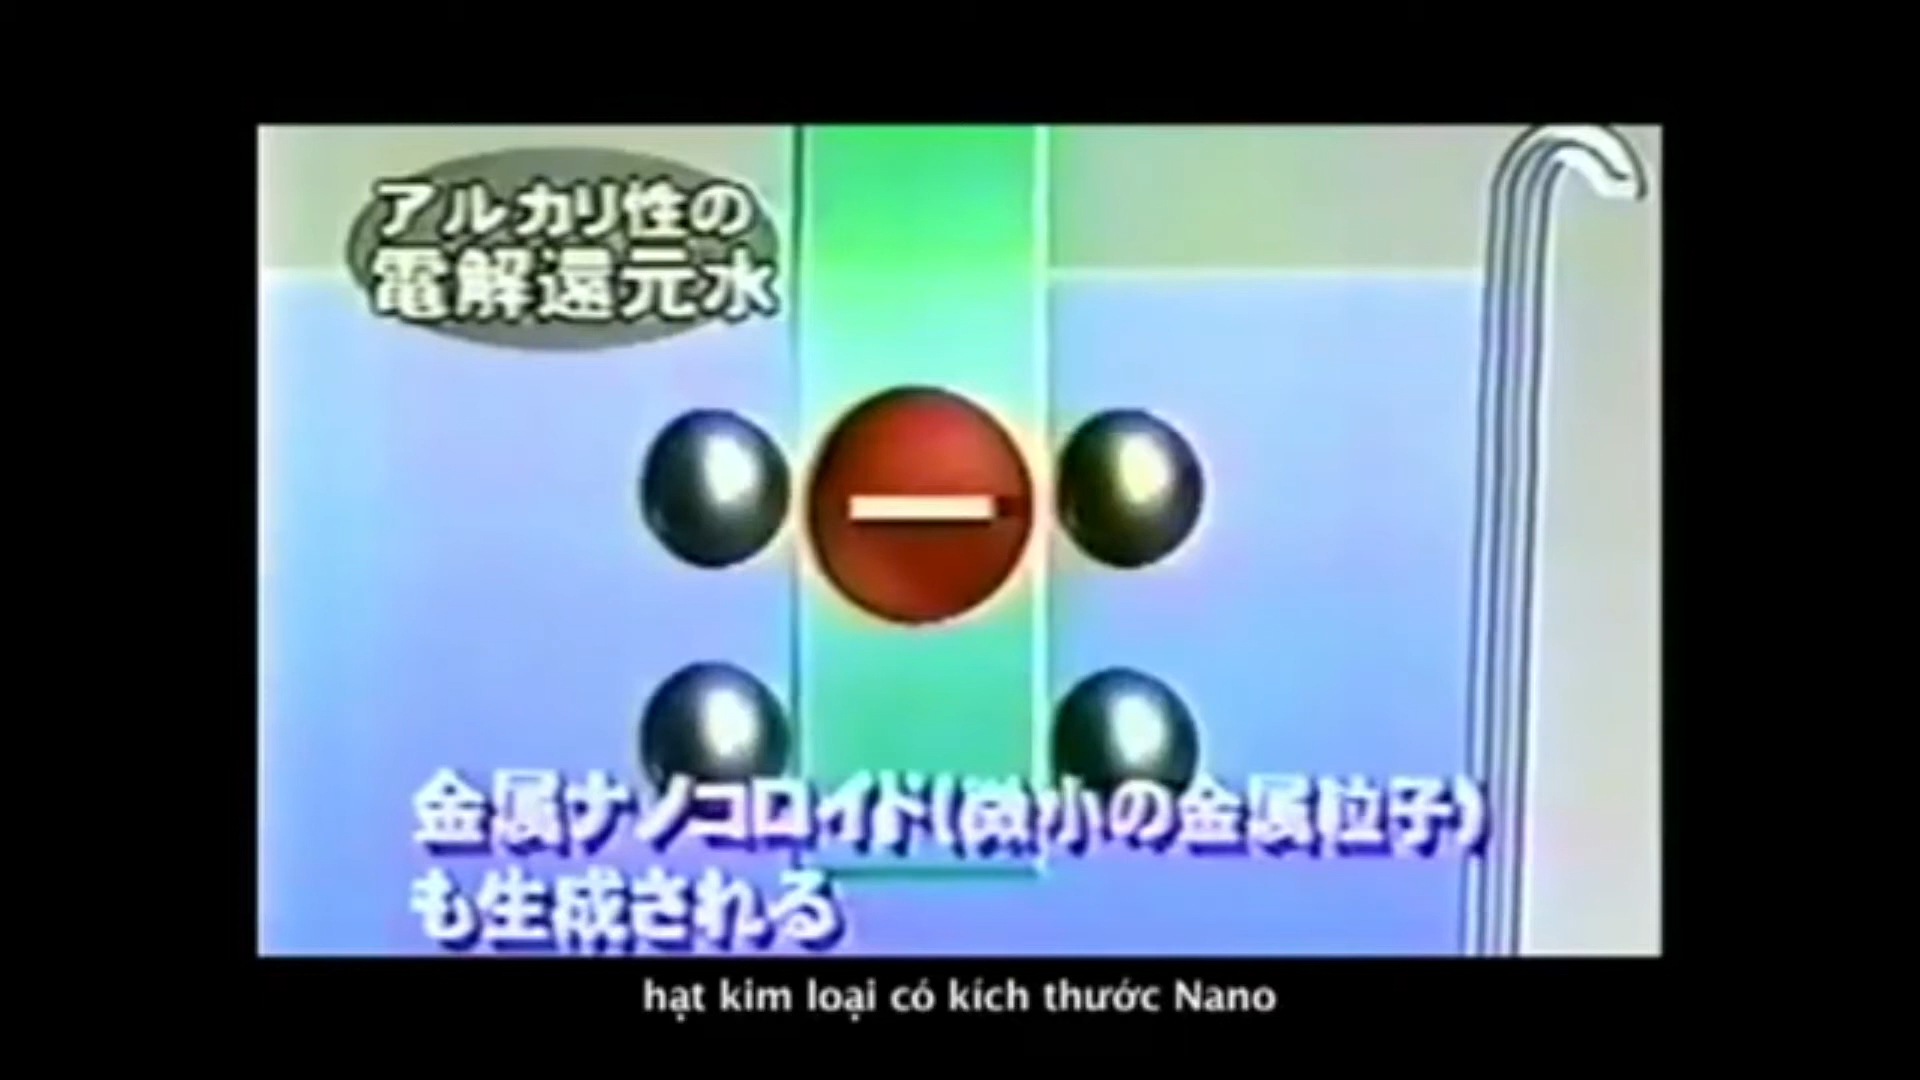 アルカリ性の
電解還元水
金属ナノコロイド(微小の金属粒子)
も生成される
hạt kim loại có kích thước Nano